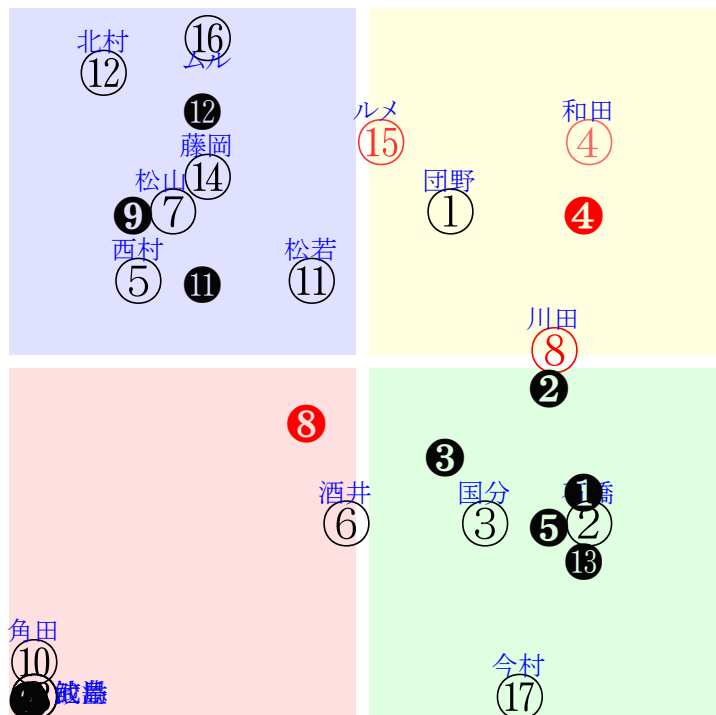 北村
⑯
ムル
⑫
⓬
ルメ
和田
⑮
④
藤岡
⑭
松山
団野
⑦
①
❾
❹
西村
松若
⑤
⓫
⑪
川田
⑧
❷
❽
❸
酒井
国分
❶
橋
⑥
③
❺
②
⓭
角田
⑩
今村
⑰